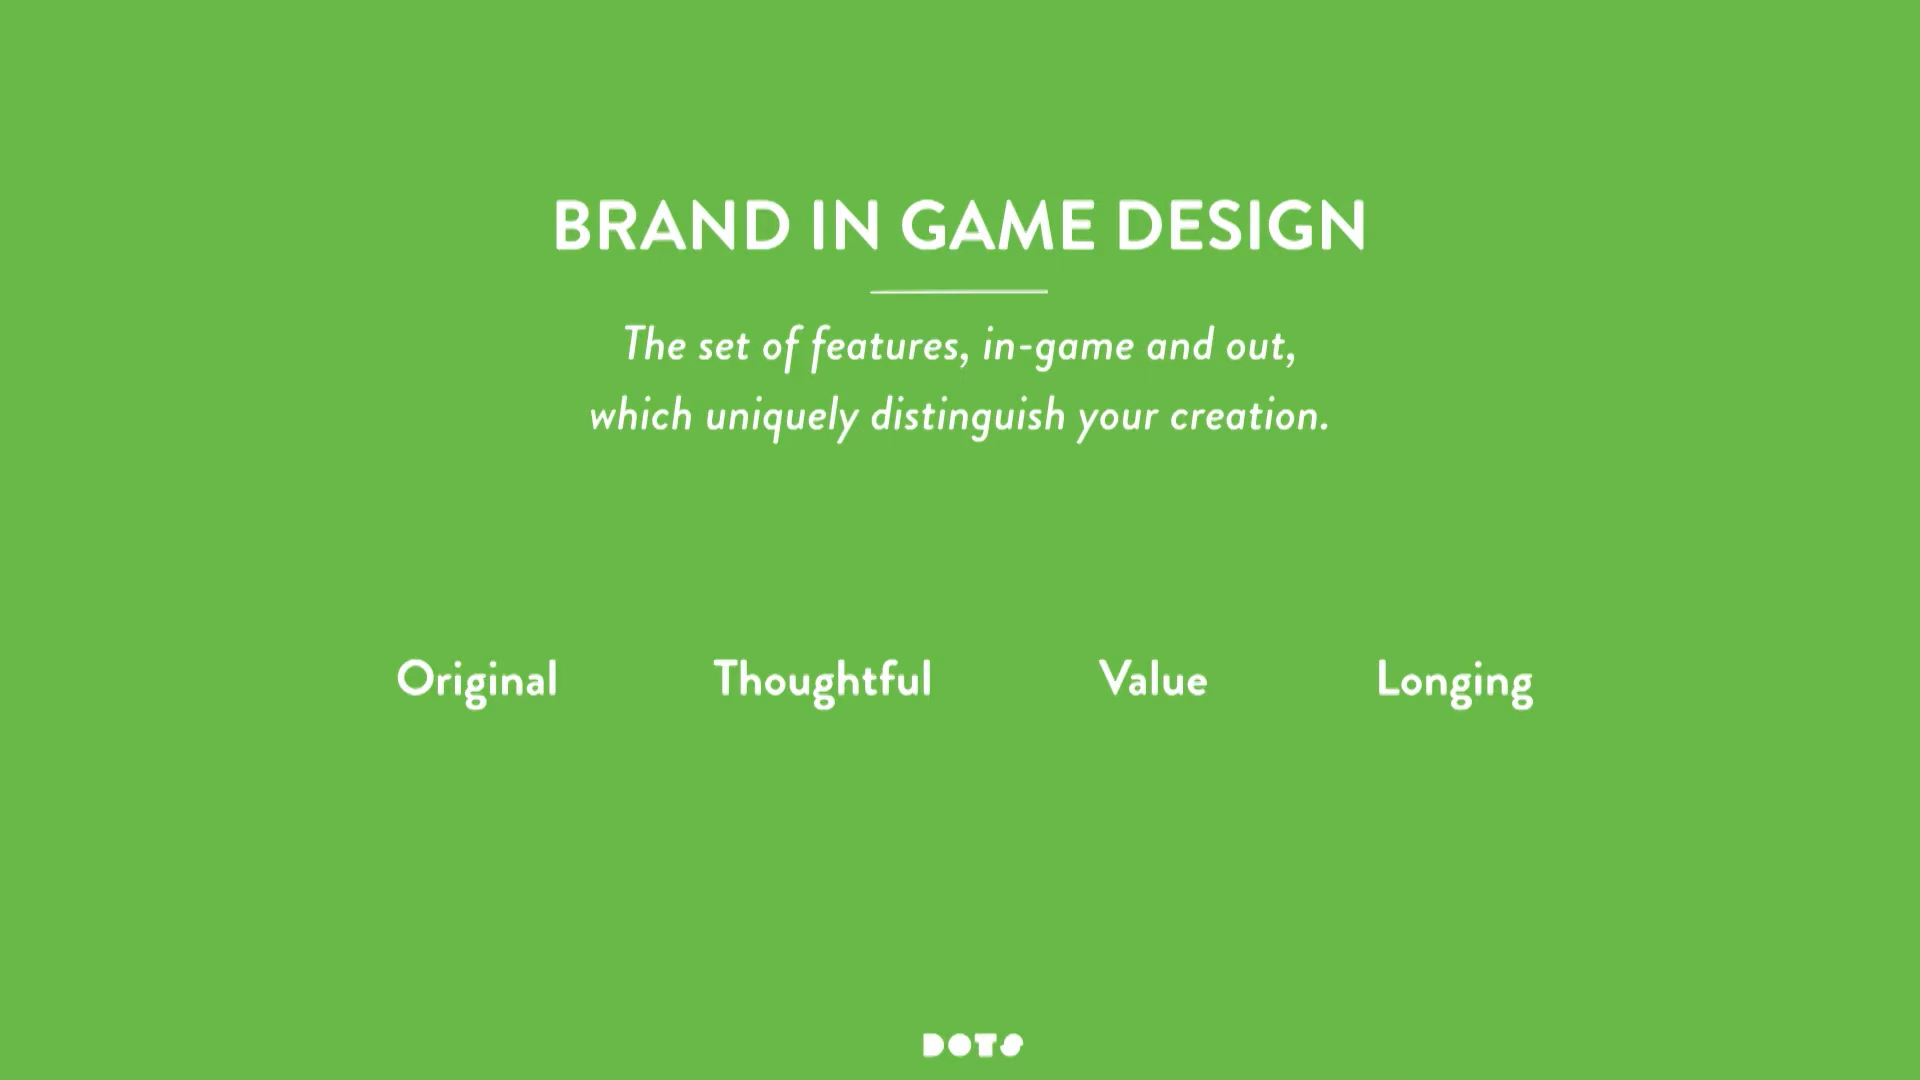 BRAND IN GAME DESIGN
The set of features, in-game and out,
which uniquely distinguish your creation.
Original Thoughtful Value Longing
DOTS